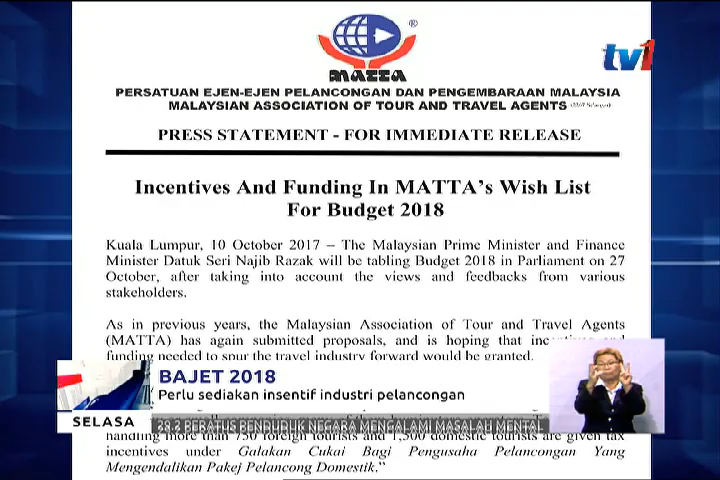 tv1
MATTA
PERSATUAN EJEN-EJEN PELANCONGAN DAN PENGEMBARAAN MALAYSIA
MALAYSIAN ASSOCIATION OF TOUR AND TRAVEL AGENTS
PRESS STATEMENT - FOR IMMEDIATE RELEASE
Incentives And Funding In MATTA's Wish List
For Budget 2018
Kuala Lumpur, 10 October 2017 – The Malaysian Prime Minister and Finance
Minister Datuk Seri Najib Razak will be tabling Budget 2018 in Parliament on 27
October, after taking into account the views and feedbacks from various
stakeholders.
As in previous years, the Malaysian Association of Tour and Travel Agents
(MATTA) has again submitted proposals, and is hoping that incentives and
funding needed to spur the travel industry forward would be granted.
BAJET 2018
Perlu sediakan insentif industri pelancongan
SELASA
28.2 PERATUS PENDUDUK NEGARA MENGALAMI MASALAH MENTAL
handling more than 750 foreign tourists and 1,500 domestic tourists are given tax
incentives under Galakan Cukai Bagi Pengusaha Pelancongan Yang
Mengendalikan Pakej Pelancong Domestik."